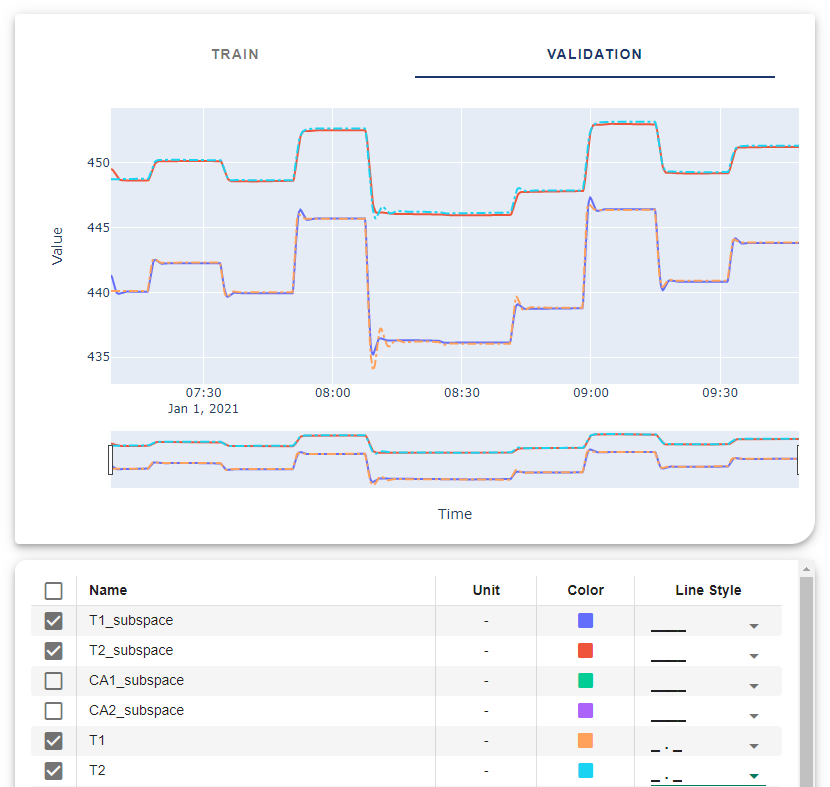 TRAIN VALIDATION
Value
450
445
440
435
07:30 08:00 08:30 09:00 09:30
Jan 1, 2021
Time
Name Unit Color Line Style
T1_subspace -
T2_subspace -
CA1_subspace -
CA2_subspace -
T1 -
T2 -